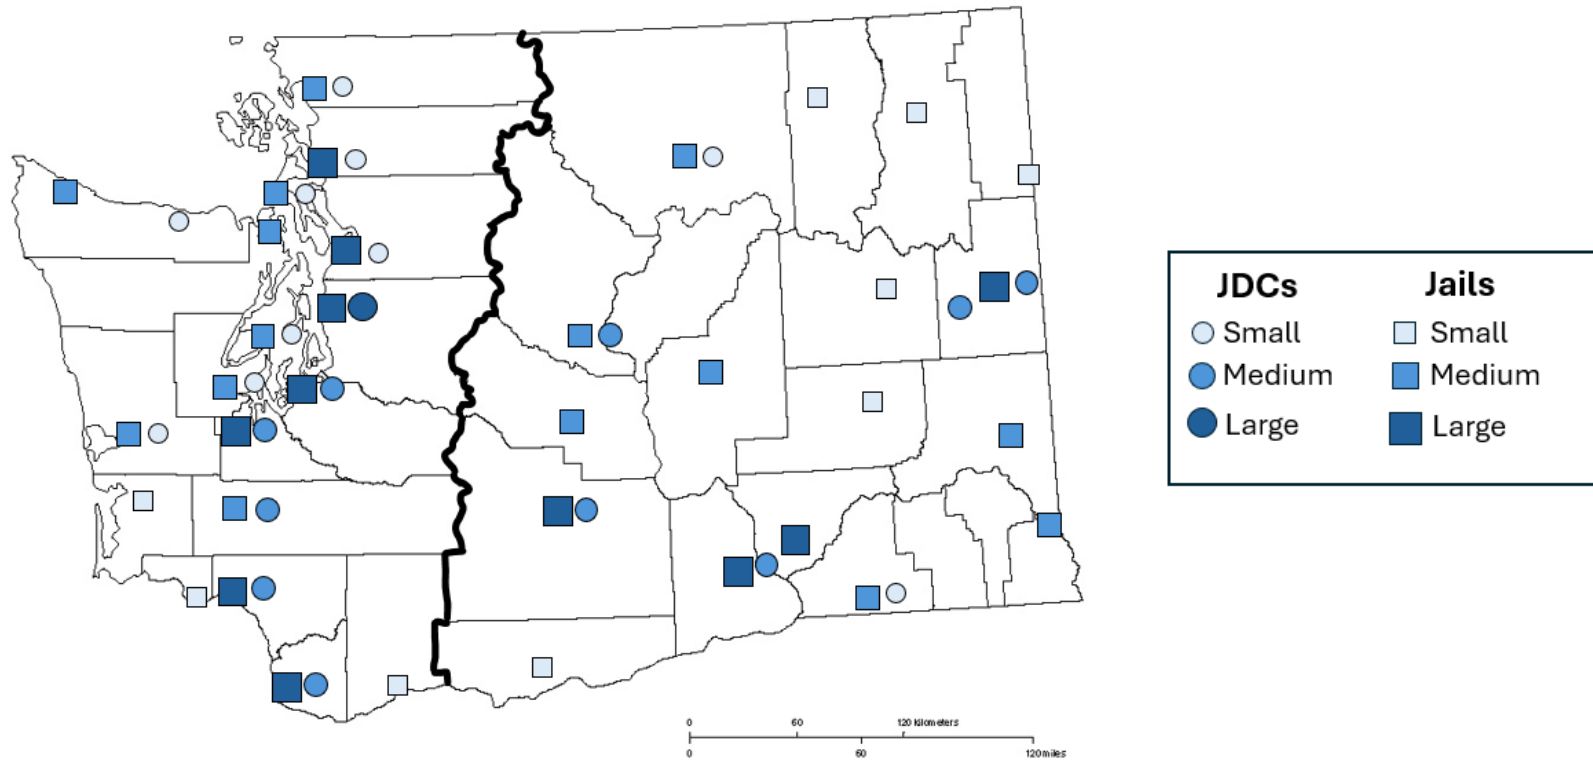 JDCs Jails
Small Small
Medium Medium
Large Large
0 60 120 kilometers
0 60 120 miles